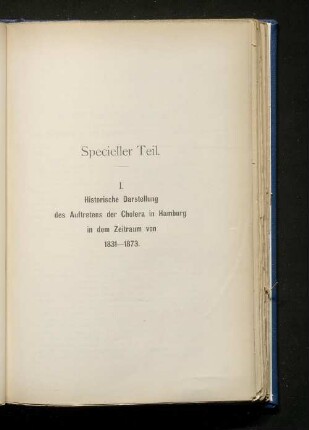 Specieller Teil.
I.
Historische Darstellung
des Auftretens der Cholera in Hamburg
in dem Zeitraum von
1831—1873.